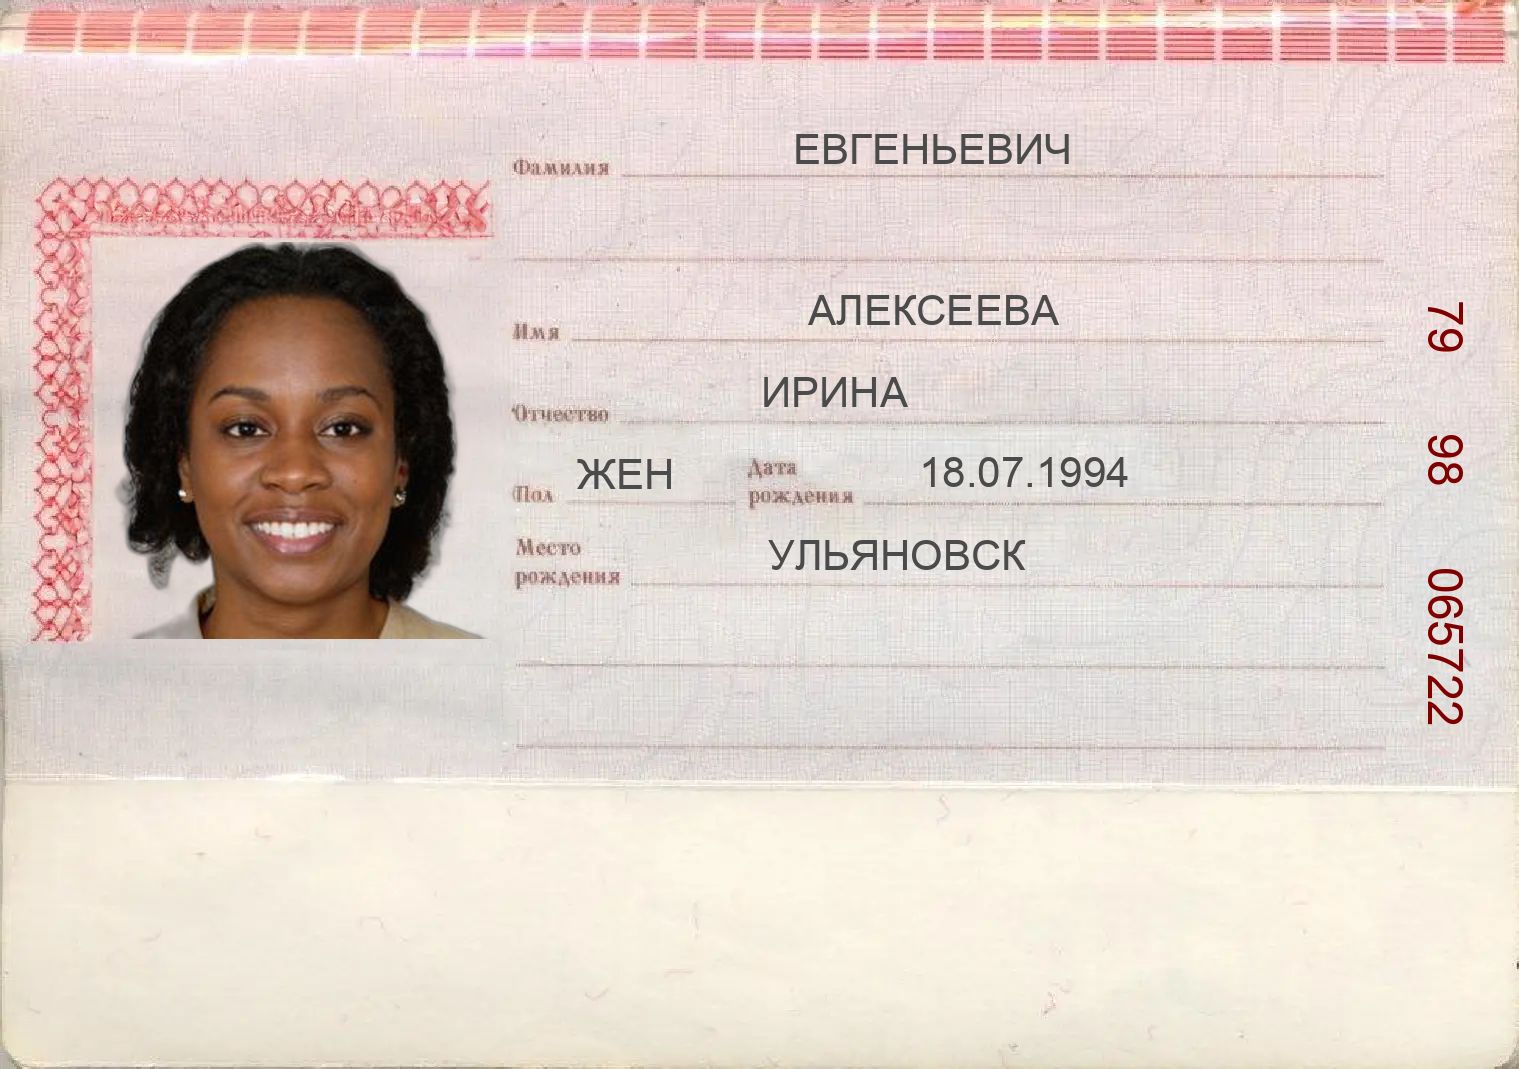 Фамилия ЕВГЕНЬЕВИЧ
Имя АЛЕКСЕЕВА
Отчество ИРИНА
Пол ЖЕН Дата рождения 18.07.1994
Место рождения УЛЬЯНОВСК
79 98 065722